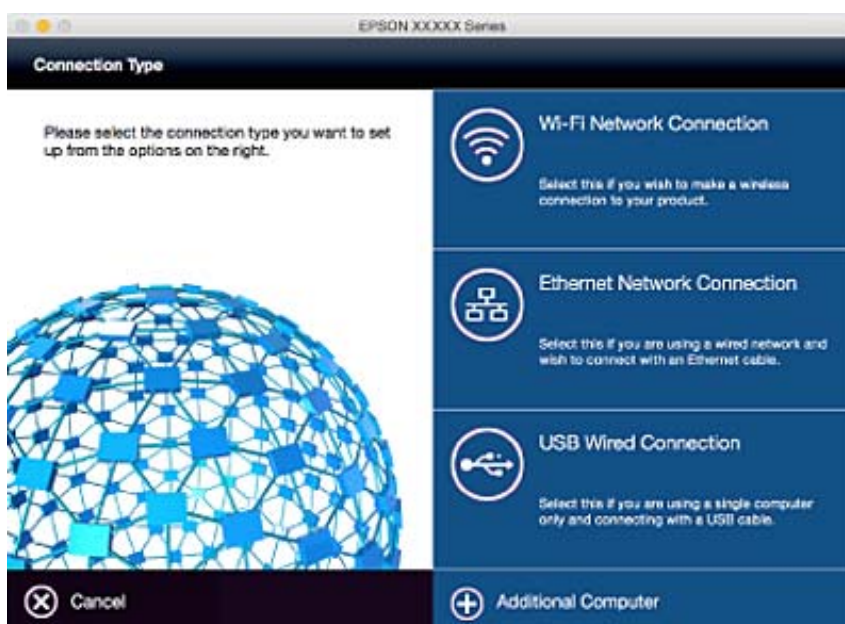 EPSON XXXXX Series
Connection Type
Please select the connection type you want to set
up from the options on the right.
Wi-Fi Network Connection
Select this if you wish to make a wireless
connection to your product.
Ethernet Network Connection
Select this if you are using a wired network and
wish to connect with an Ethernet cable.
USB Wired Connection
Select this if you are using a single computer
only and connecting with a USB cable.
Cancel
Additional Computer